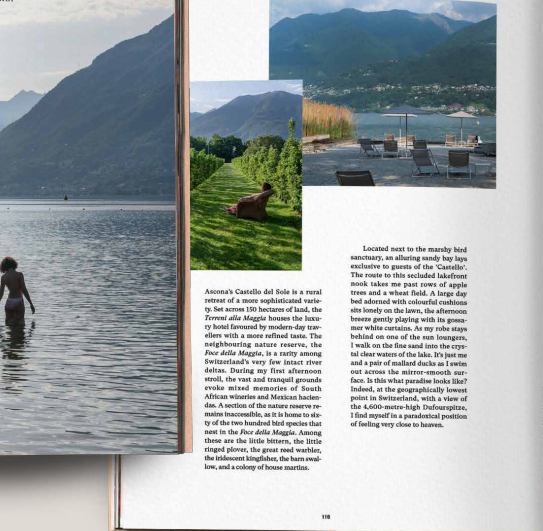 Ascona's Castello del Sole is a rural
retreat of a more sophisticated varie-
ty. Set across 150 hectares of land, the
Terreni alla Maggia houses the luxu-
ry hotel favoured by modern-day trav-
ellers with a more refined taste. The
neighbouring nature reserve, the
Foce della Maggia, is a rarity among
Switzerland's very few intact river
deltas. During my first afternoon
stroll, the vast and tranquil grounds
evoke mixed memories of South
African wineries and Mexican hacien-
das. A section of the nature reserve re-
mains inaccessible, as it is home to six-
ty of the two hundred bird species that
nest in the Foce della Maggia. Among
these are the little bittern, the little
ringed plover, the great reed warbler,
the iridescent kingfisher, the barn swal-
low, and a colony of house martins.
Located next to the marshy bird
sanctuary, an alluring sandy bay lays
exclusive to guests of the 'Castello'.
The route to this secluded lakefront
nook takes me past rows of apple
trees and a wheat field. A large day
bed adorned with colourful cushions
sits lonely on the lawn, the afternoon
breeze gently playing with its gossa-
mer white curtains. As my robe stays
behind on one of the sun loungers,
I walk on the fine sand into the crys-
tal clear waters of the lake. It's just me
and a pair of mallard ducks as I swim
out across the mirror-smooth sur-
face. Is this what paradise looks like?
Indeed, at the geographically lowest
point in Switzerland, with a view of
the 4,600-metre-high Dufourspitze,
I find myself in a paradoxical position
of feeling very close to heaven.
118